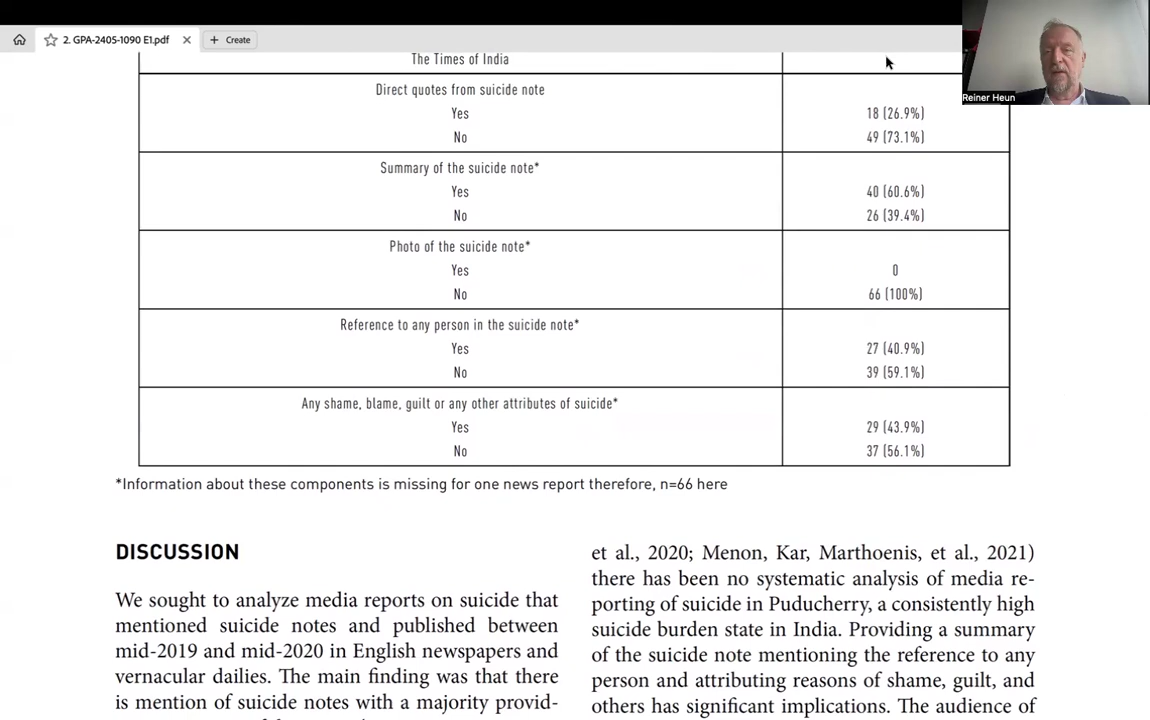 2. GPA-2405-1090 E1.pdf
Create
Reiner Heun
The Times of India
Direct quotes from suicide note
Yes 18 (26.9%)
No 49 (73.1%)
Summary of the suicide note*
Yes 40 (60.6%)
No 26 (39.4%)
Photo of the suicide note*
Yes 0
No 66 (100%)
Reference to any person in the suicide note*
Yes 27 (40.9%)
No 39 (59.1%)
Any shame, blame, guilt or any other attributes of suicide*
Yes 29 (43.9%)
No 37 (56.1%)
*Information about these components is missing for one news report therefore, n=66 here
DISCUSSION
We sought to analyze media reports on suicide that
mentioned suicide notes and published between
mid-2019 and mid-2020 in English newspapers and
vernacular dailies. The main finding was that there
is mention of suicide notes with a majority provid-
et al., 2020; Menon, Kar, Marthoenis, et al., 2021)
there has been no systematic analysis of media re-
porting of suicide in Puducherry, a consistently high
suicide burden state in India. Providing a summary
of the suicide note mentioning the reference to any
person and attributing reasons of shame, guilt, and
others has significant implications. The audience of